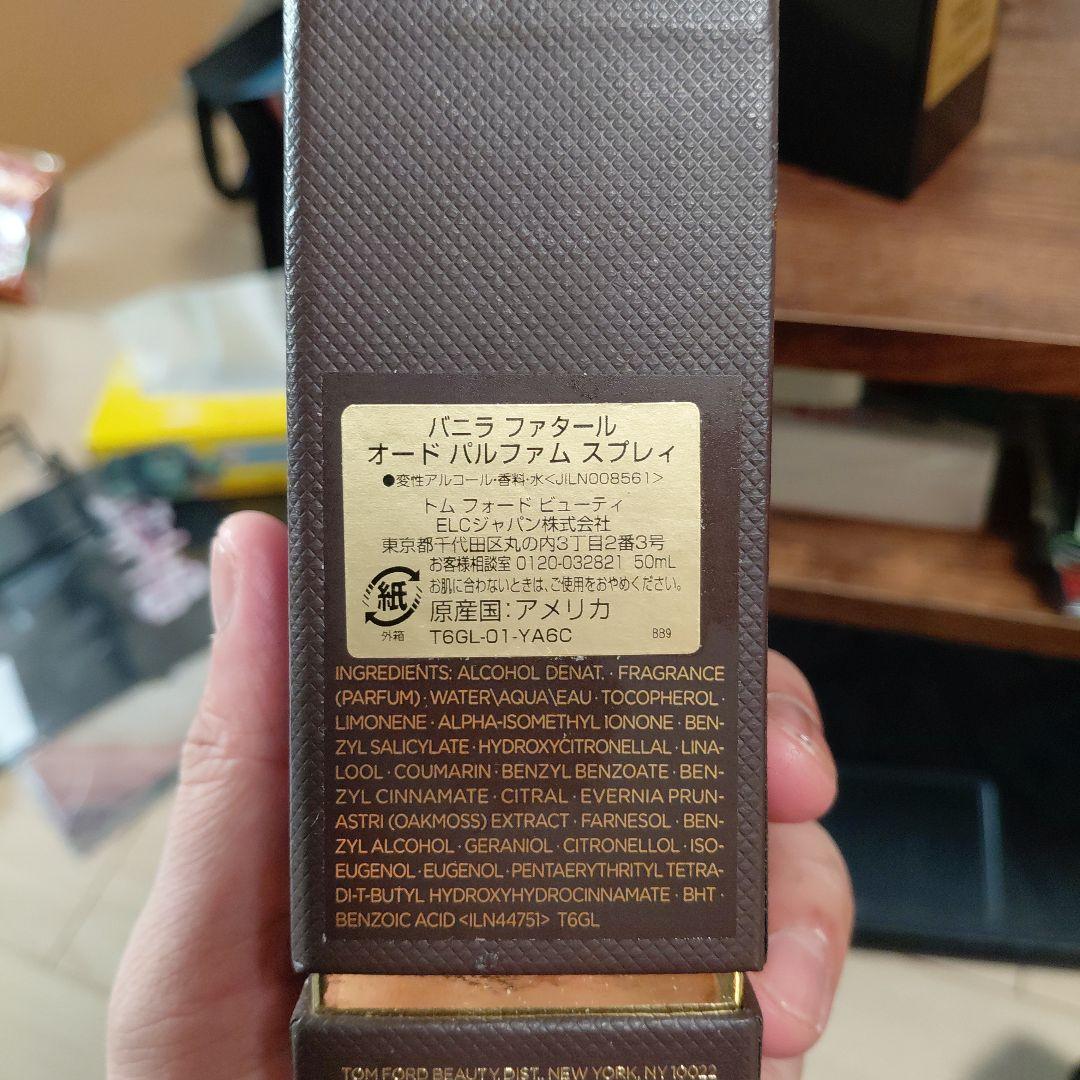 バニラ ファタール
オード パルファム スプレィ
●変性アルコール・香料・水<JILN008561>
トム フォード ビューティ
ELCジャパン株式会社
東京都千代田区丸の内3丁目2番3号
お客様相談室 0120-032821 50mL
お肌に合わないときは、ご使用をおやめください。
紙
原産国:アメリカ
外箱
T6GL-01-YA6C
BB9
INGREDIENTS: ALCOHOL DENAT. · FRAGRANCE
(PARFUM) · WATER\AQUA\EAU · TOCOPHEROL ·
LIMONENE · ALPHA-ISOMETHYL IONONE · BEN-
ZYL SALICYLATE · HYDROXYCITRONELLAL · LINA-
LOOL · COUMARIN · BENZYL BENZOATE · BEN-
ZYL CINNAMATE · CITRAL · EVERNIA PRUN-
ASTRI (OAKMOSS) EXTRACT · FARNESOL · BEN-
ZYL ALCOHOL · GERANIOL · CITRONELLOL · ISO-
EUGENOL · EUGENOL · PENTAERYTHRITYL TETRA-
DI-T-BUTYL HYDROXYHYDROCINNAMATE · BHT ·
BENZOIC ACID <ILN44751> T6GL
TOM FORD BEAUTY, DIST., NEW YORK, NY 10022